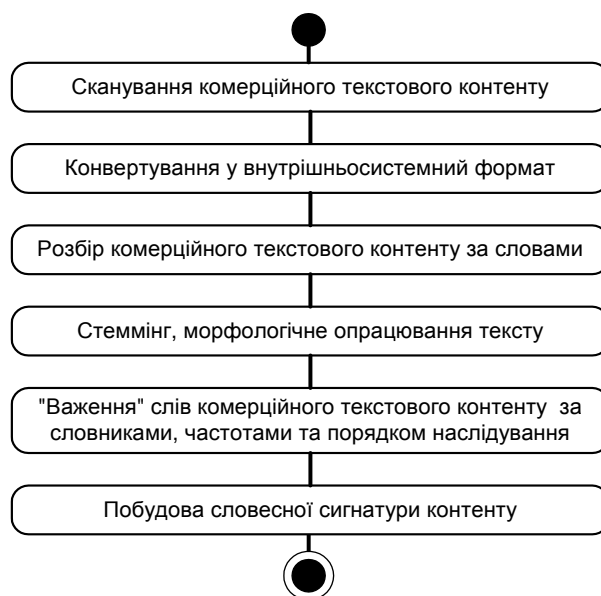 Сканування комерційного текстового контенту
Конвертування у внутрішньосистемний формат
Розбір комерційного текстового контенту за словами
Стеммінг, морфологічне опрацювання тексту
"Важення" слів комерційного текстового контенту за
словниками, частотами та порядком наслідування
Побудова словесної сигнатури контенту